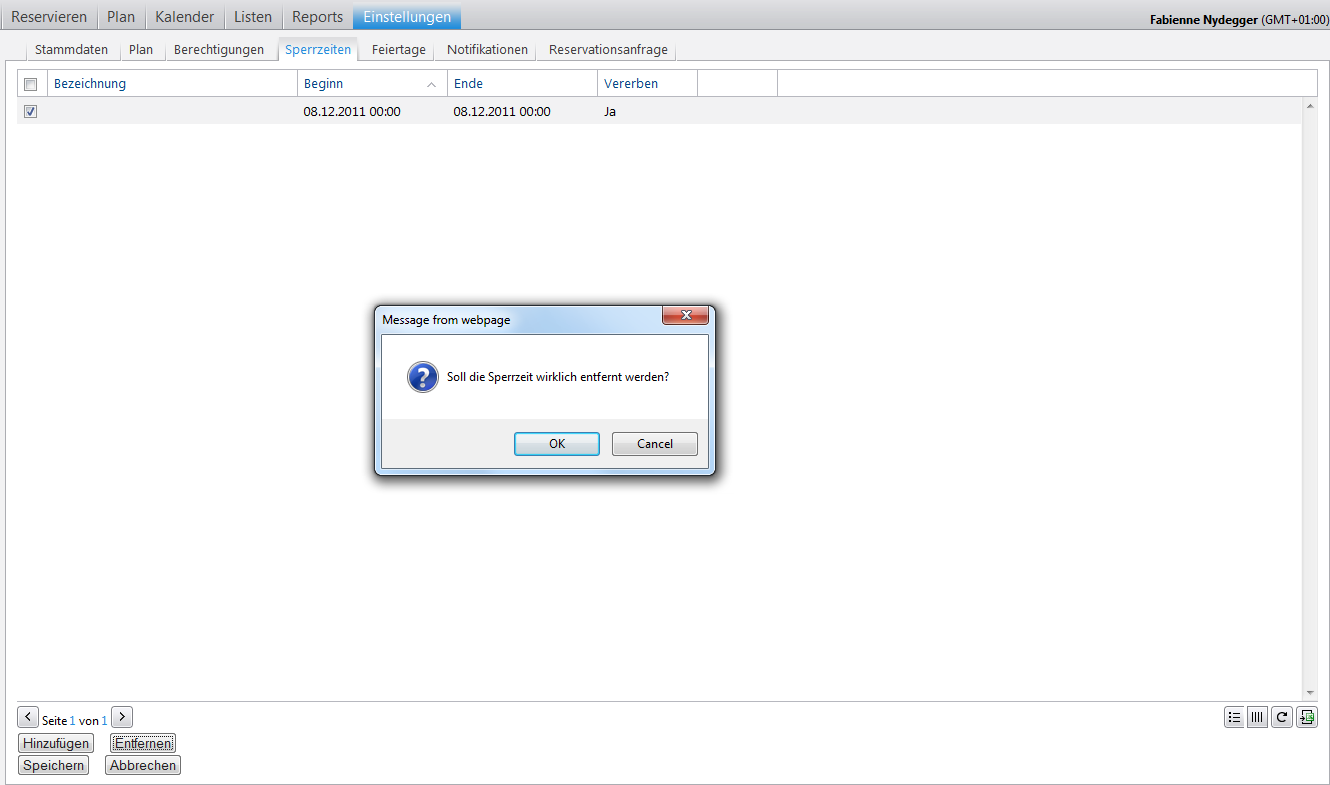 Reservieren Plan Kalender Listen Reports Einstellungen Fabienne Nydegger (GMT+01:00)
Stammdaten Plan Berechtigungen Sperrzeiten Feiertage Notifikationen Reservationsanfrage
Bezeichnung Beginn Ende Vererben
08.12.2011 00:00 08.12.2011 00:00 Ja
Message from webpage
Soll die Sperrzeit wirklich entfernt werden?
OK Cancel
Seite 1 von 1
Hinzufügen Entfernen
Speichern Abbrechen